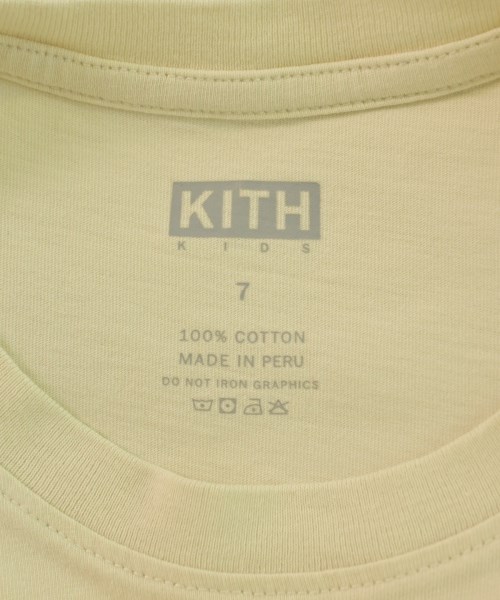 KITH
KIDS
7
100% COTTON
MADE IN PERU
DO NOT IRON GRAPHICS